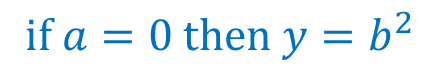 if a = 0 then y = b²